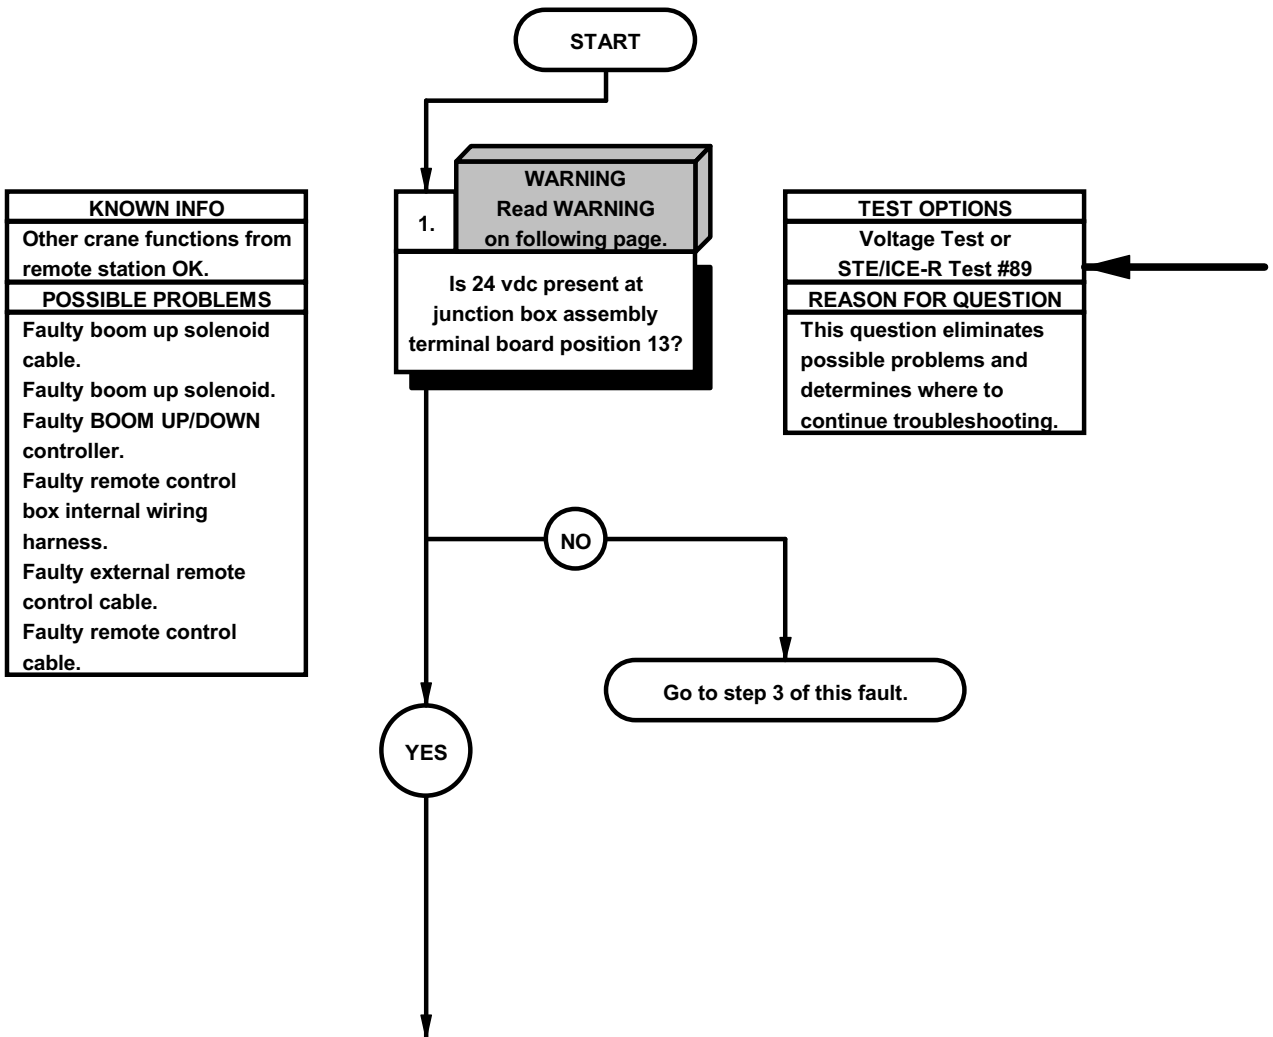 START
KNOWN INFO
Other crane functions from
remote station OK.
POSSIBLE PROBLEMS
Faulty boom up solenoid
cable.
Faulty boom up solenoid.
Faulty BOOM UP/DOWN
controller.
Faulty remote control
box internal wiring
harness.
Faulty external remote
control cable.
Faulty remote control
cable.
1.
WARNING
Read WARNING
on following page.
Is 24 vdc present at
junction box assembly
terminal board position 13?
TEST OPTIONS
Voltage Test or
STE/ICE-R Test #89
REASON FOR QUESTION
This question eliminates
possible problems and
determines where to
continue troubleshooting.
NO
Go to step 3 of this fault.
YES